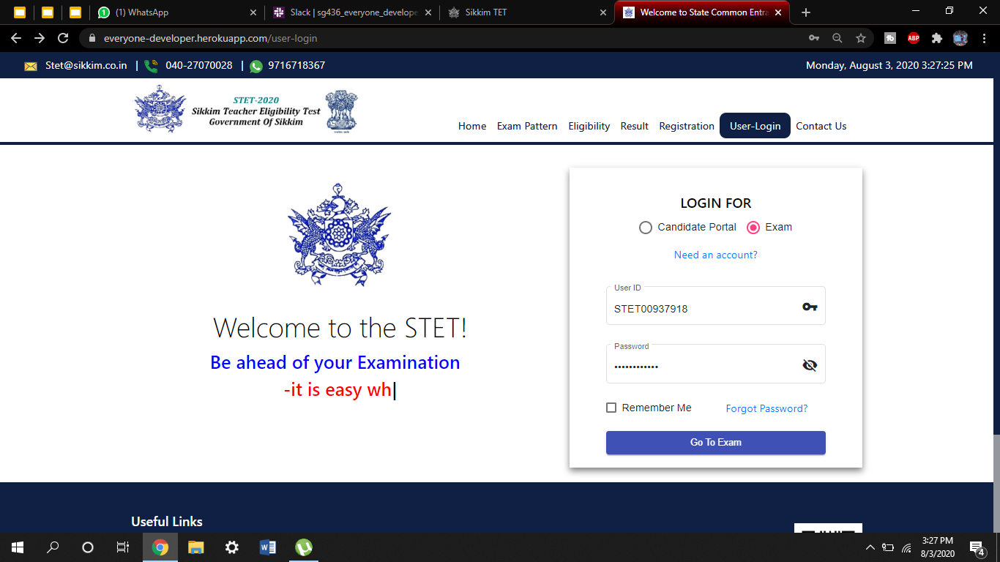 (1) WhatsApp
Slack | sg436_everyone_develope
Sikkim TET
Welcome to State Common Entra
everyone-developer.herokuapp.com/user-login
ABP
Stet@sikkim.co.in | 040-27070028 | 9716718367
Monday, August 3, 2020 3:27:25 PM
STET-2020
Sikkim Teacher Eligibility Test
Government Of Sikkim
Home Exam Pattern Eligibility Result Registration User-Login Contact Us
Welcome to the STET!
Be ahead of your Examination
-it is easy wh|
LOGIN FOR
Candidate Portal Exam
Need an account?
User ID
STET00937918
Password
••••••••••••
Remember Me Forgot Password?
Go To Exam
Useful Links
3:27 PM
8/3/2020
4